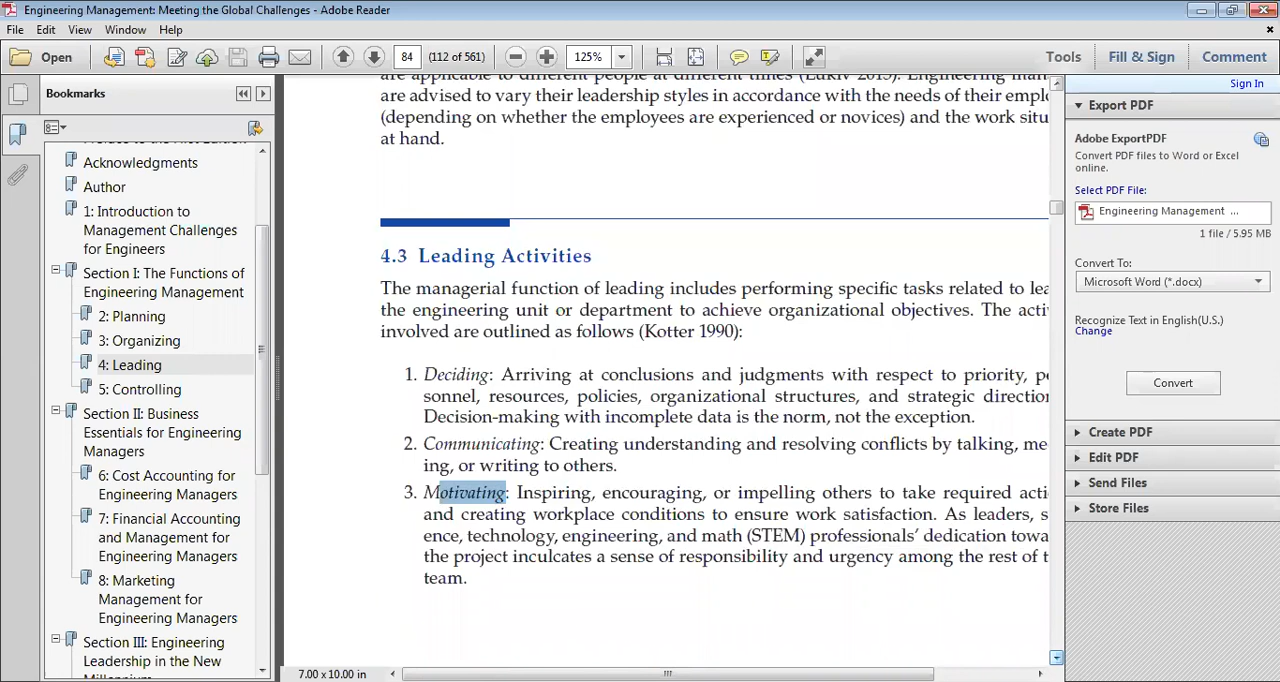 Engineering Management: Meeting the Global Challenges - Adobe Reader
File Edit View Window Help
Open
84 (112 of 561)
125%
Tools Fill & Sign Comment
Bookmarks
Acknowledgments
Author
1: Introduction to
Management Challenges
for Engineers
Section I: The Functions of
Engineering Management
2: Planning
3: Organizing
4: Leading
5: Controlling
Section II: Business
Essentials for Engineering
Managers
6: Cost Accounting for
Engineering Managers
7: Financial Accounting
and Management for
Engineering Managers
8: Marketing
Management for
Engineering Managers
Section III: Engineering
Leadership in the New
are applicable to different people at different times
are advised to vary their leadership styles in accordance with the needs of their empl
(depending on whether the employees are experienced or novices) and the work situ
at hand.
4.3 Leading Activities
The managerial function of leading includes performing specific tasks related to lea
the engineering unit or department to achieve organizational objectives. The acti
involved are outlined as follows (Kotter 1990):
1. Deciding: Arriving at conclusions and judgments with respect to priority, pe
sonnel, resources, policies, organizational structures, and strategic direction
Decision-making with incomplete data is the norm, not the exception.
2. Communicating: Creating understanding and resolving conflicts by talking, mee
ing, or writing to others.
3. Motivating: Inspiring, encouraging, or impelling others to take required acti
and creating workplace conditions to ensure work satisfaction. As leaders, s
ence, technology, engineering, and math (STEM) professionals' dedication towa
the project inculcates a sense of responsibility and urgency among the rest of t
team.
7.00 x 10.00 in
Sign In
Export PDF
Adobe ExportPDF
Convert PDF files to Word or Excel
online.
Select PDF File:
Engineering Management ...
1 file / 5.95 MB
Convert To:
Microsoft Word (*.docx)
Recognize Text in English(U.S.)
Change
Convert
Create PDF
Edit PDF
Send Files
Store Files